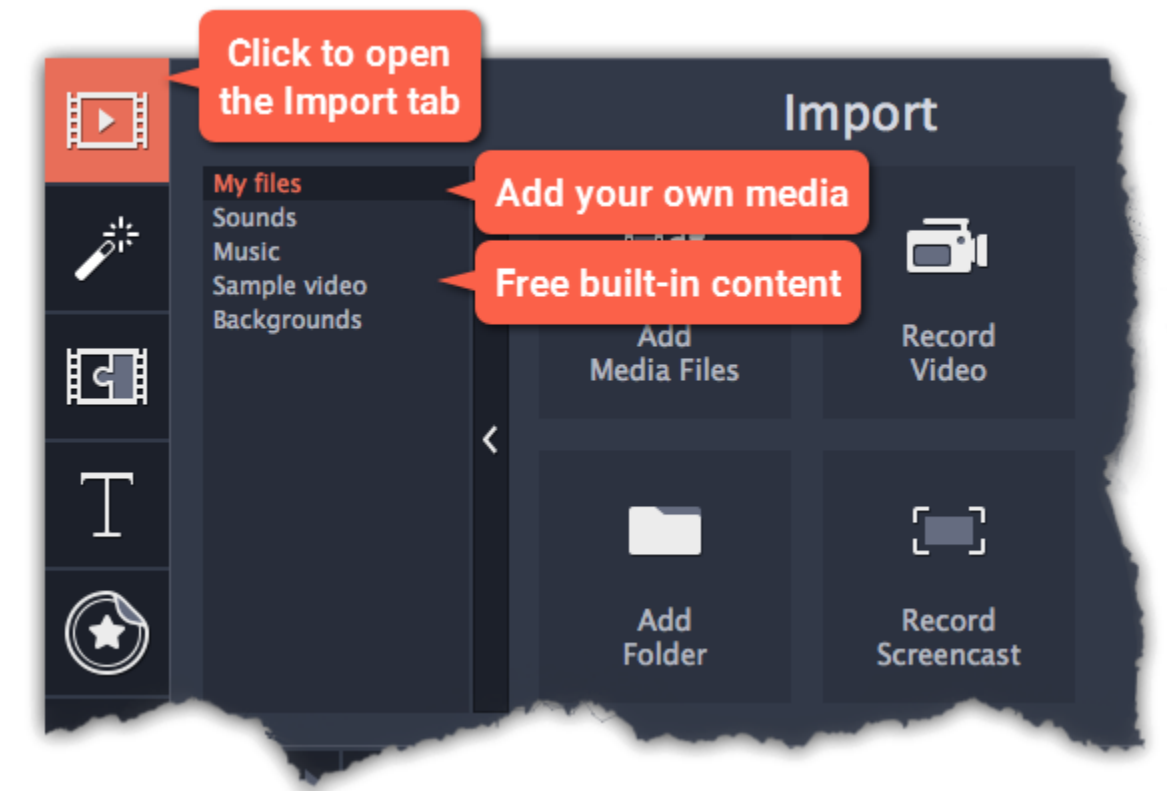 Click to open
the Import tab
Import
My files
Sounds
Music
Sample video
Backgrounds
Add your own media
Free built-in content
Add
Media Files
Record
Video
Add
Folder
Record
Screencast